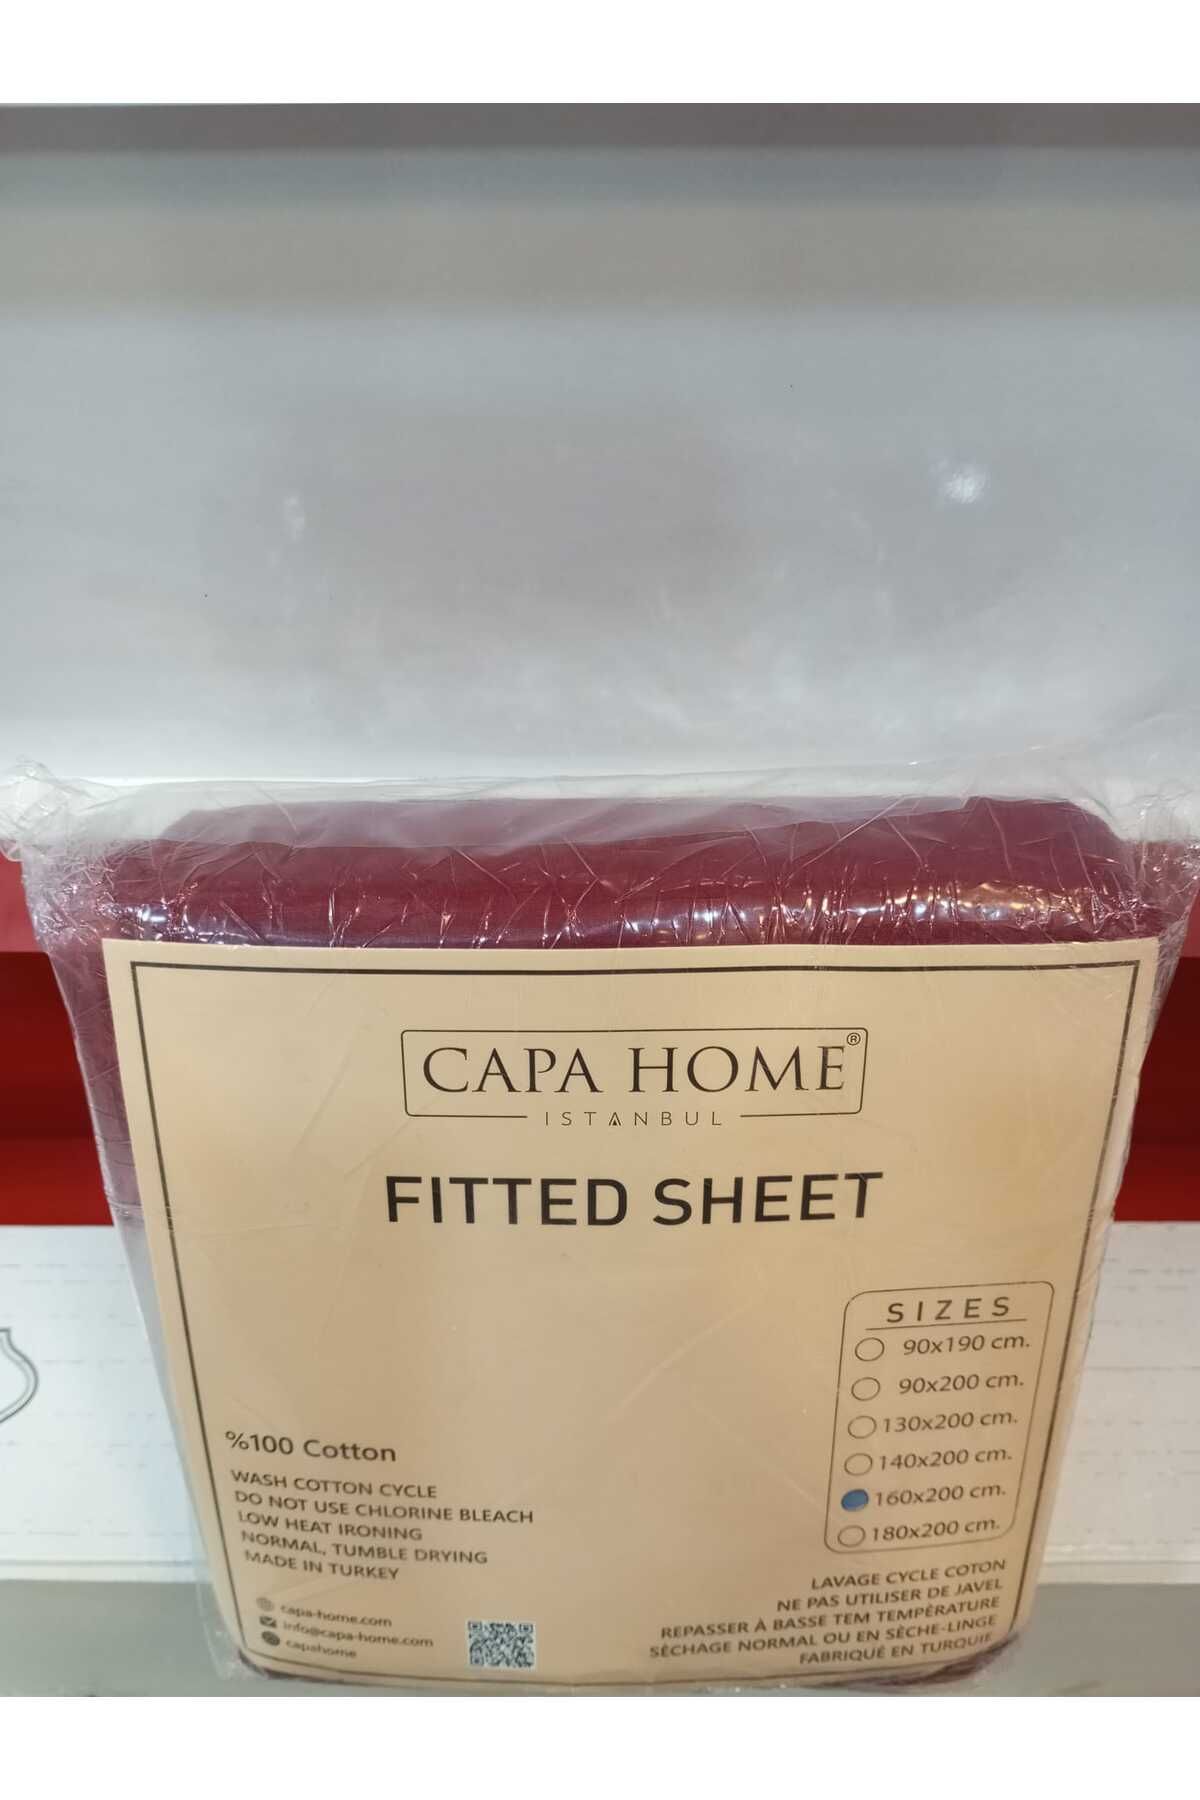 CAPA HOME®
ISTANBUL
FITTED SHEET
SIZES
90x190 cm.
90x200 cm.
130x200 cm.
140x200 cm.
160x200 cm.
180x200 cm.
%100 Cotton
WASH COTTON CYCLE
DO NOT USE CHLORINE BLEACH
LOW HEAT IRONING
NORMAL, TUMBLE DRYING
MADE IN TURKEY
capa-home.com
info@capa-home.com
capahome
LAVAGE CYCLE COTON
NE PAS UTILISER DE JAVEL
REPASSER À BASSE TEM TEMPÉRATURE
SÉCHAGE NORMAL OU EN SÈCHE-LINGE
FABRIQUÉ EN TURQUIE